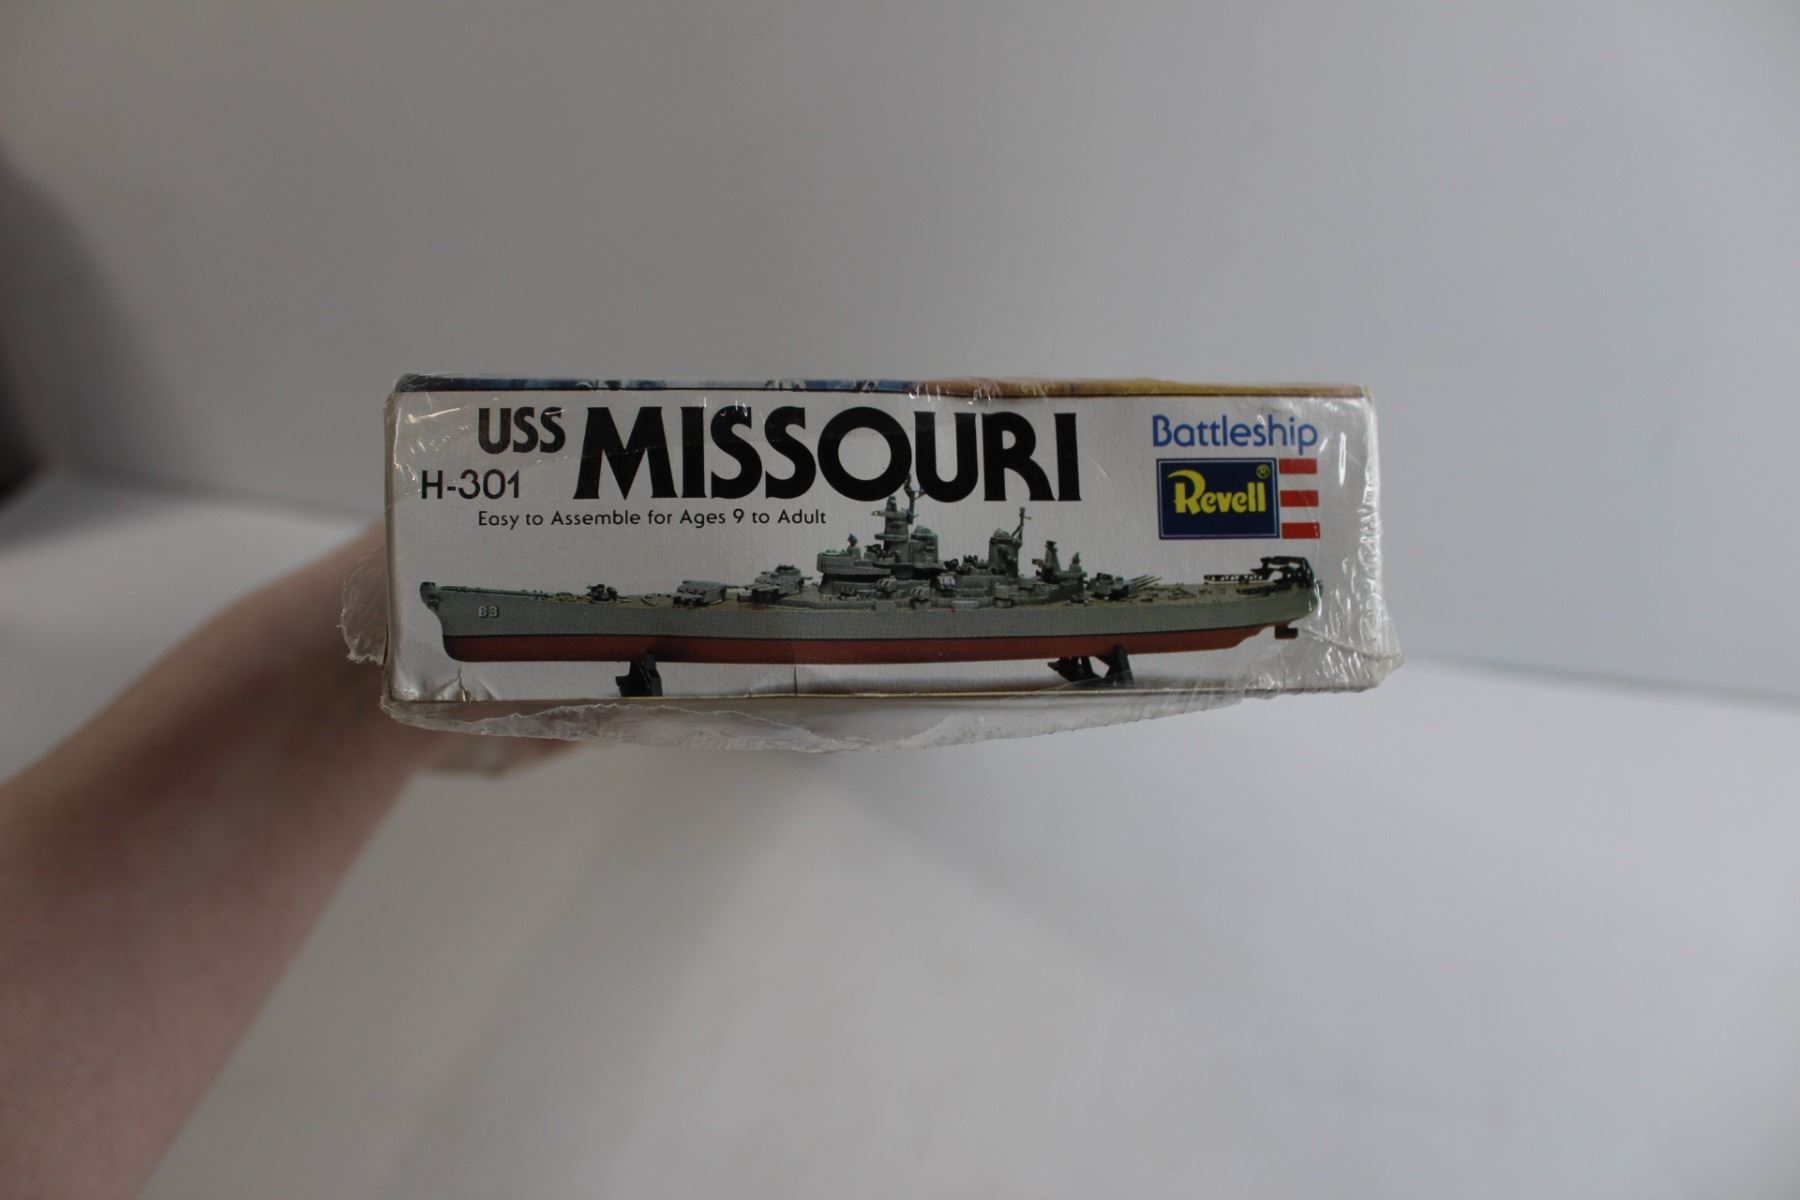 USS MISSOURI
H-301
Easy to Assemble for Ages 9 to Adult
Battleship
Revell®
63